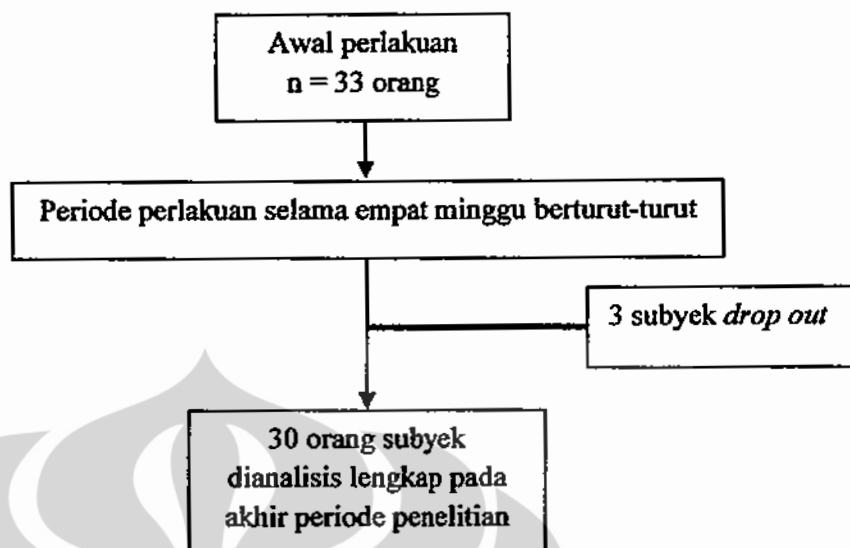 Awal perlakuan
n = 33 orang
Periode perlakuan selama empat minggu berturut-turut
3 subyek drop out
30 orang subyek
dianalisis lengkap pada
akhir periode penelitian